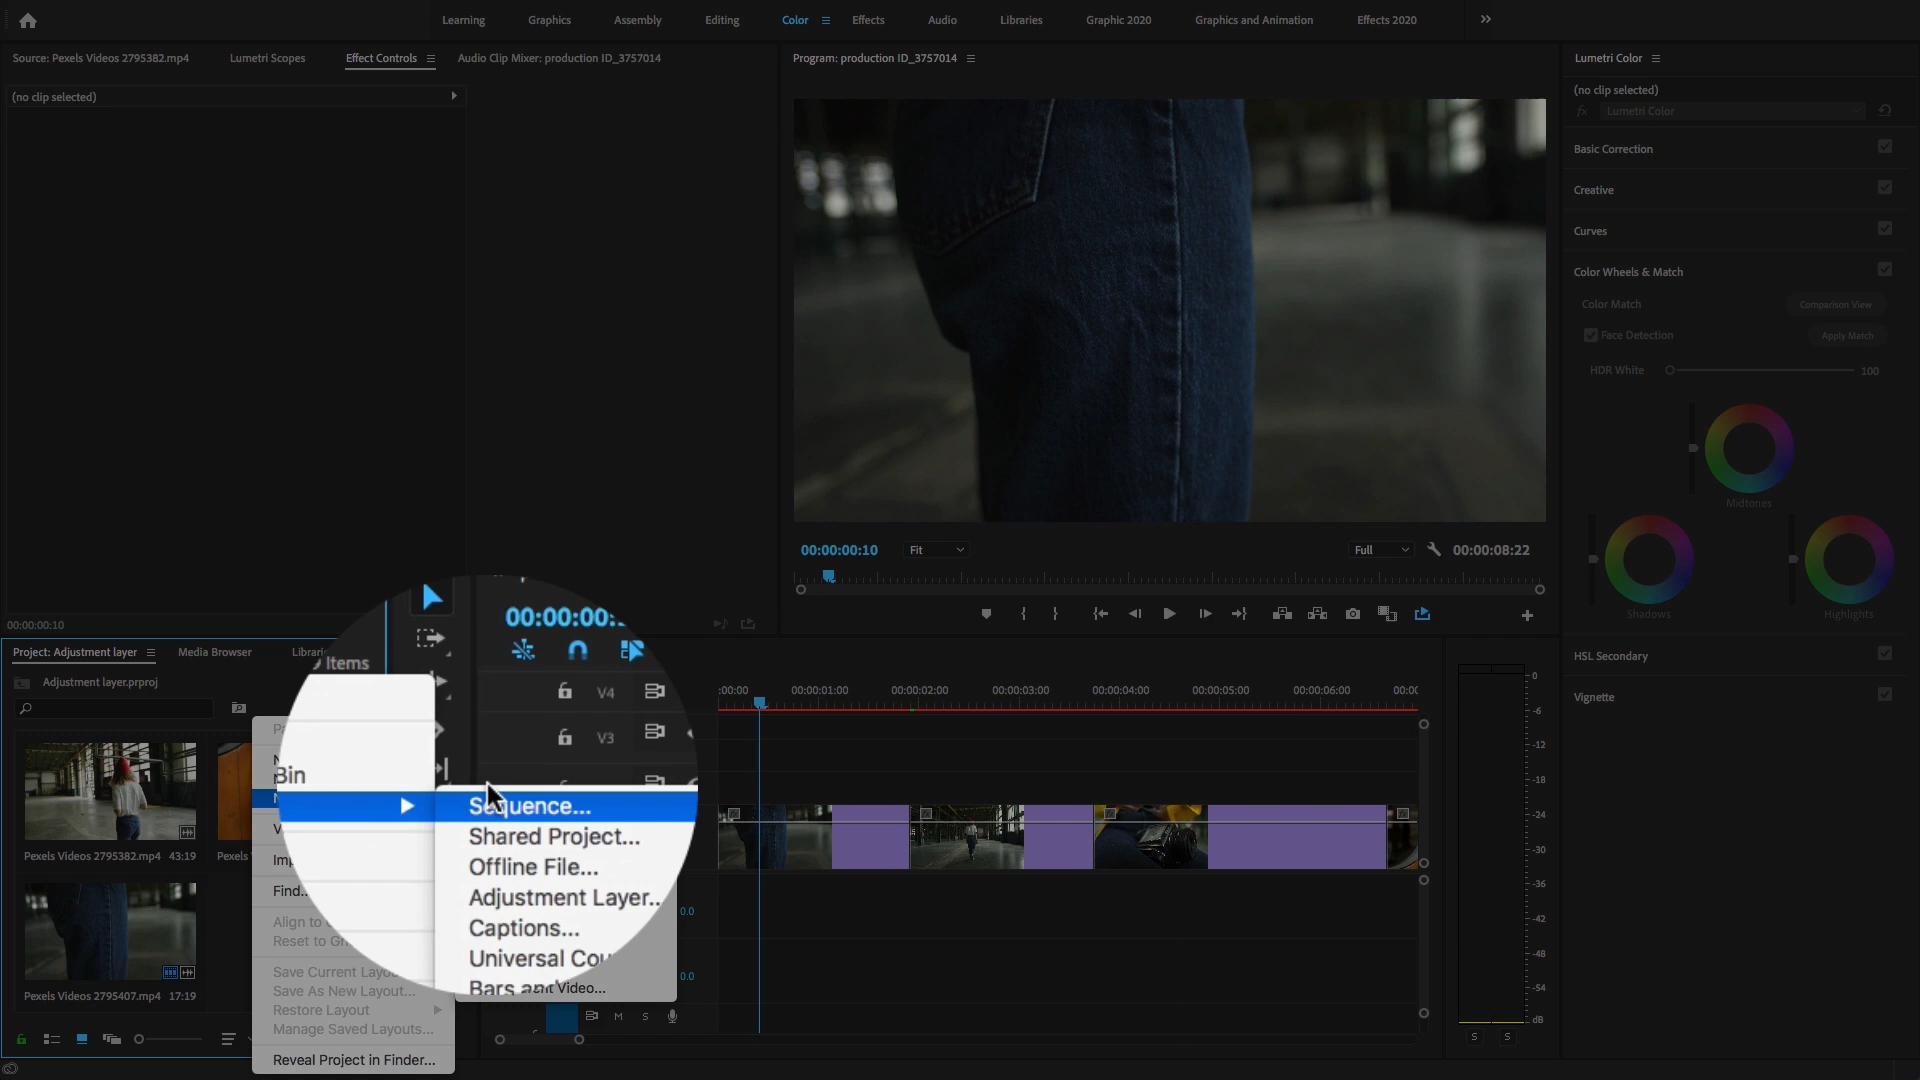 Learning Graphics Assembly Editing Color Effects Audio Libraries Graphic 2020 Graphics and Animation Effects 2020
Source: Pexels Videos 2795382.mp4 Lumetri Scopes Effect Controls Audio Clip Mixer: production ID_3757014
(no clip selected)
00:00:00:10
Program: production ID_3757014
00:00:00:10 Fit Full 00:00:08:22
Lumetri Color
(no clip selected)
fx Lumetri Color
Basic Correction
Creative
Curves
Color Wheels & Match
Color Match Comparison View
Face Detection Apply Match
HDR White 100
Midtones
Shadows Highlights
HSL Secondary
Vignette
Project: Adjustment layer Media Browser Librari
Adjustment layer.prproj
Items
Pexels Videos 2795382.mp4 43:19 Pexels
Pexels Videos 2795407.mp4 17:19
Bin
Imp
Find...
Align to
Reset to Gr
Save Current Layou
Save As New Layout...
Restore Layout
Manage Saved Layouts...
Reveal Project in Finder...
Sequence...
Shared Project...
Offline File...
Adjustment Layer..
Captions...
Universal Cou
Bars an
nt Video...
00:00:00:
V4
V3
:00:00 00:00:01:00 00:00:02:00 00:00:03:00 00:00:04:00 00:00:05:00 00:00:06:00 00:00
0.0
0.0
M S
0
-6
-12
-18
-24
-30
-36
-42
-48
-54
dB
S S